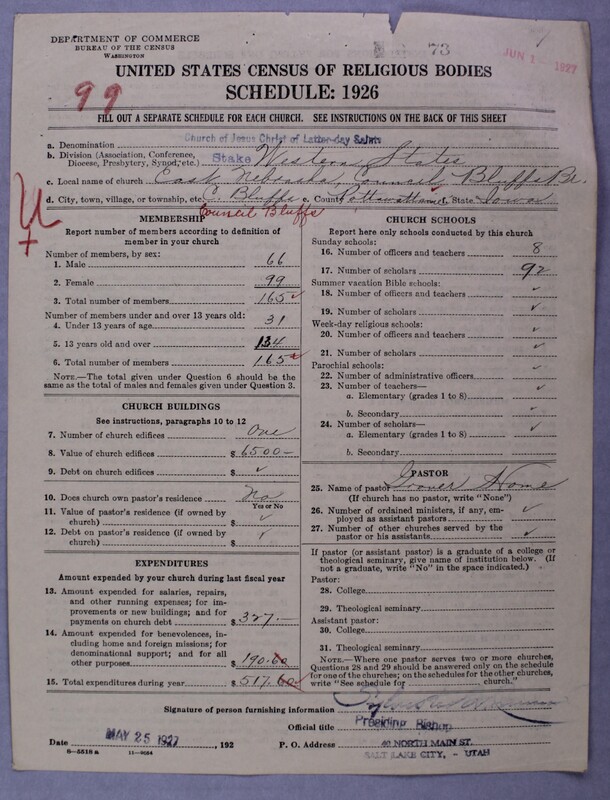 DEPARTMENT OF COMMERCE
BUREAU OF THE CENSUS
WASHINGTON
73
JUN 1 1927
UNITED STATES CENSUS OF RELIGIOUS BODIES
SCHEDULE: 1926
99
FILL OUT A SEPARATE SCHEDULE FOR EACH CHURCH. SEE INSTRUCTIONS ON THE BACK OF THIS SHEET
a. Denomination Church of Jesus Christ of Latter-day Saints
b. Division (Association, Conference, Diocese, Presbytery, Synod, etc.) Stake Western States
c. Local name of church East Nebraska, Council Bluffs Br.
d. City, town, village, or township, etc. C. Bluffs e. County Pottawattamie f. State Iowa
Council Bluffs
MEMBERSHIP
Report number of members according to definition of
member in your church
Number of members, by sex:
1. Male 66
2. Female 99
3. Total number of members 165
Number of members under and over 13 years old:
4. Under 13 years of age 31
5. 13 years old and over 134
6. Total number of members 165
NOTE.—The total given under Question 6 should be the
same as the total of males and females given under Question 3.
CHURCH BUILDINGS
See instructions, paragraphs 10 to 12
7. Number of church edifices One
8. Value of church edifices $ 6500—
9. Debt on church edifices $ ✓
10. Does church own pastor's residence No
Yes or No
11. Value of pastor's residence (if owned by
church) $ ✓
12. Debt on pastor's residence (if owned by
church) $ ✓
EXPENDITURES
Amount expended by your church during last fiscal year
13. Amount expended for salaries, repairs,
and other running expenses; for im-
provements or new buildings; and for
payments on church debt $ 327.—
14. Amount expended for benevolences, in-
cluding home and foreign missions; for
denominational support; and for all
other purposes $ 190.60
15. Total expenditures during year $ 517.60
CHURCH SCHOOLS
Report here only schools conducted by this church
Sunday schools:
16. Number of officers and teachers 8
17. Number of scholars 92
Summer vacation Bible schools:
18. Number of officers and teachers ✓
19. Number of scholars ✓
Week-day religious schools:
20. Number of officers and teachers ✓
21. Number of scholars ✓
Parochial schools:
22. Number of administrative officers ✓
23. Number of teachers—
a. Elementary (grades 1 to 8) ✓
b. Secondary ✓
24. Number of scholars—
a. Elementary (grades 1 to 8) ✓
b. Secondary
PASTOR
25. Name of pastor Grover Home
(If church has no pastor, write "None")
26. Number of ordained ministers, if any, em-
ployed as assistant pastors ✓
27. Number of other churches served by the
pastor or his assistants ✓
If pastor (or assistant pastor) is a graduate of a college or
theological seminary, give name of institution below. (If
not a graduate, write "No" in the space indicated.)
Pastor:
28. College
29. Theological seminary
Assistant pastor:
30. College
31. Theological seminary
NOTE.—Where one pastor serves two or more churches,
Questions 28 and 29 should be answered only on the schedule
for one of the churches; on the schedules for the other churches,
write "See schedule for church."
Signature of person furnishing information
Official title Presiding Bishop
Date MAY 25 1927, 192 P. O. Address 40 NORTH MAIN ST.
SALT LAKE CITY, - UTAH
8—5518 a 11—9084